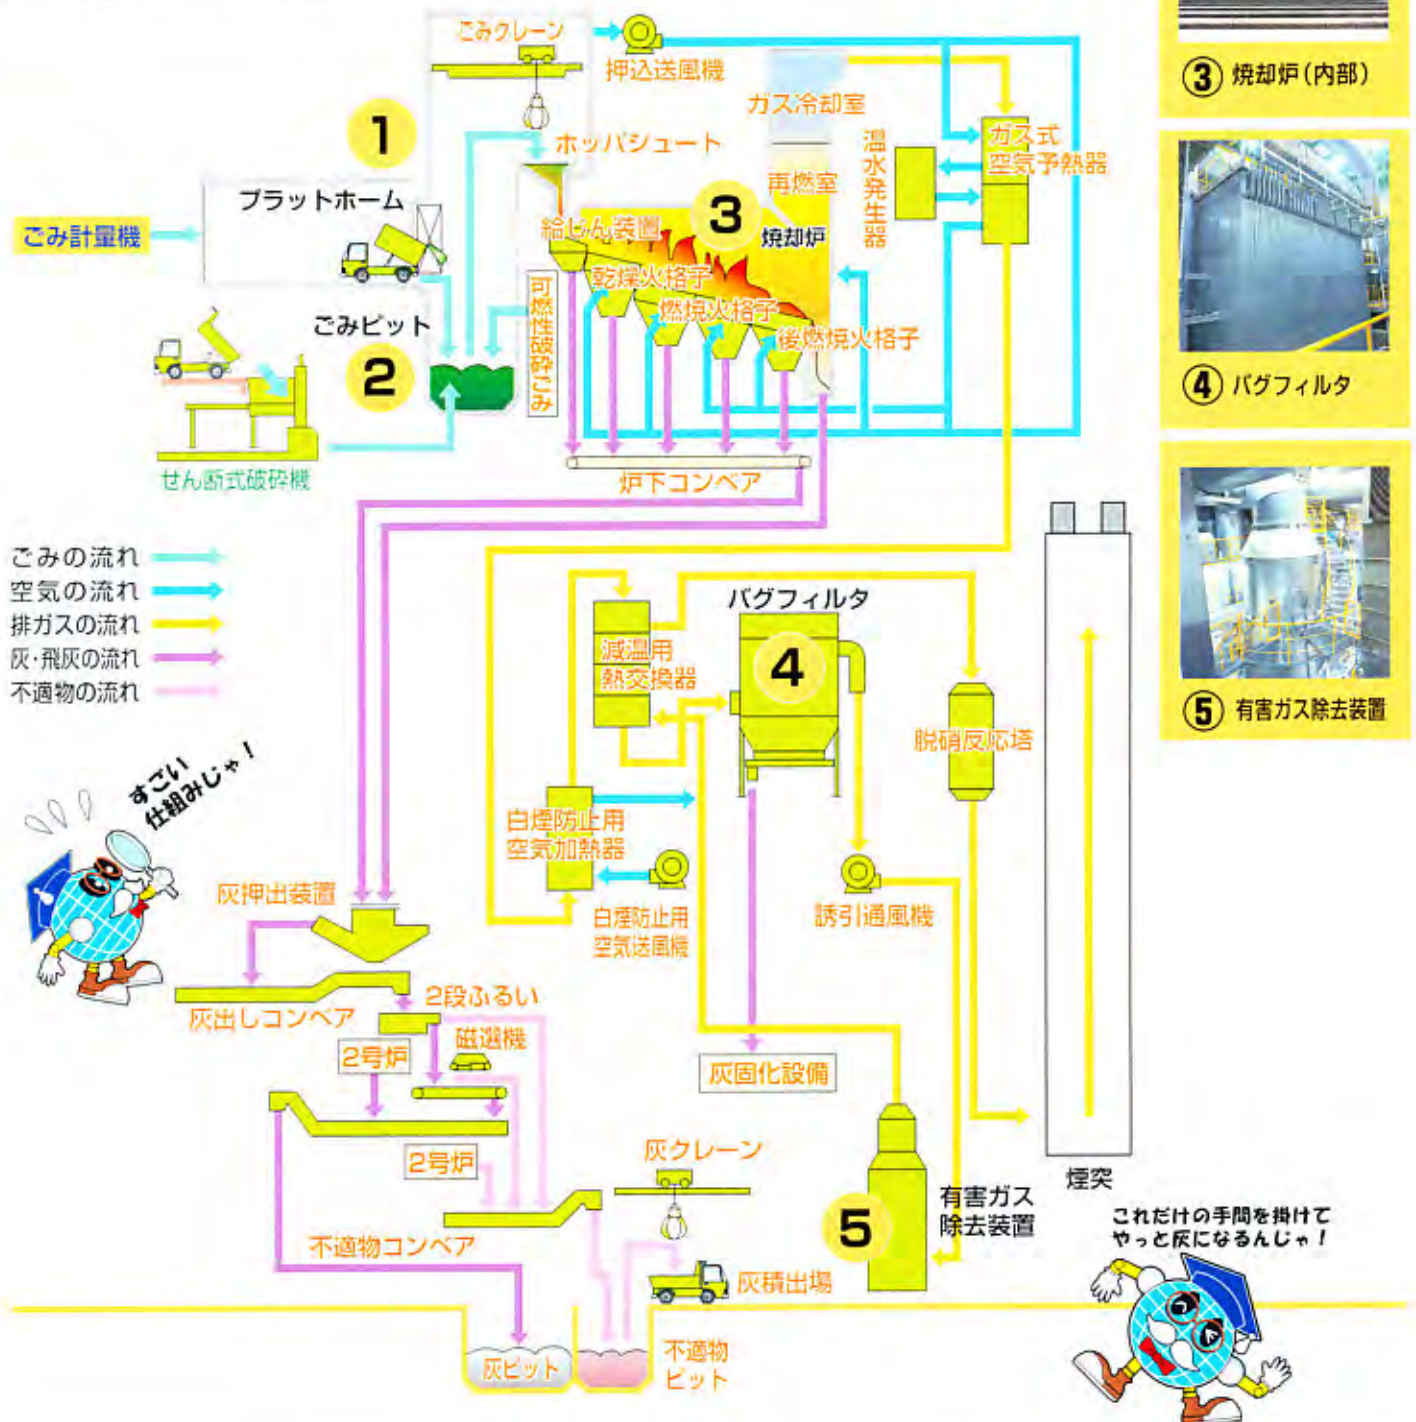 ごみクレーン
押込送風機
③ 焼却炉(内部)
ガス冷却室
1
ホッパシュート
温水発生器
ガス式
空気予熱器
再燃室
プラットホーム
3
ごみ計量機
給じん装置
焼却炉
乾燥火格子
可燃性破砕ごみ
燃焼火格子
ごみピット
後燃焼火格子
2
④ バグフィルタ
せん断式破砕機
炉下コンベア
ごみの流れ
空気の流れ
排ガスの流れ
灰・飛灰の流れ
不適物の流れ
バグフィルタ
減温用
熱交換器
4
⑤ 有害ガス除去装置
脱硝反応塔
すごい
仕組みじゃ!
白煙防止用
空気加熱器
灰押出装置
白煙防止用
空気送風機
誘引通風機
2段ふるい
灰出しコンベア
磁選機
2号炉
灰固化設備
2号炉
灰クレーン
煙突
有害ガス
除去装置
5
不適物コンベア
これだけの手間を掛けて
やっと灰になるんじゃ!
灰積出場
灰ピット
不適物
ピット